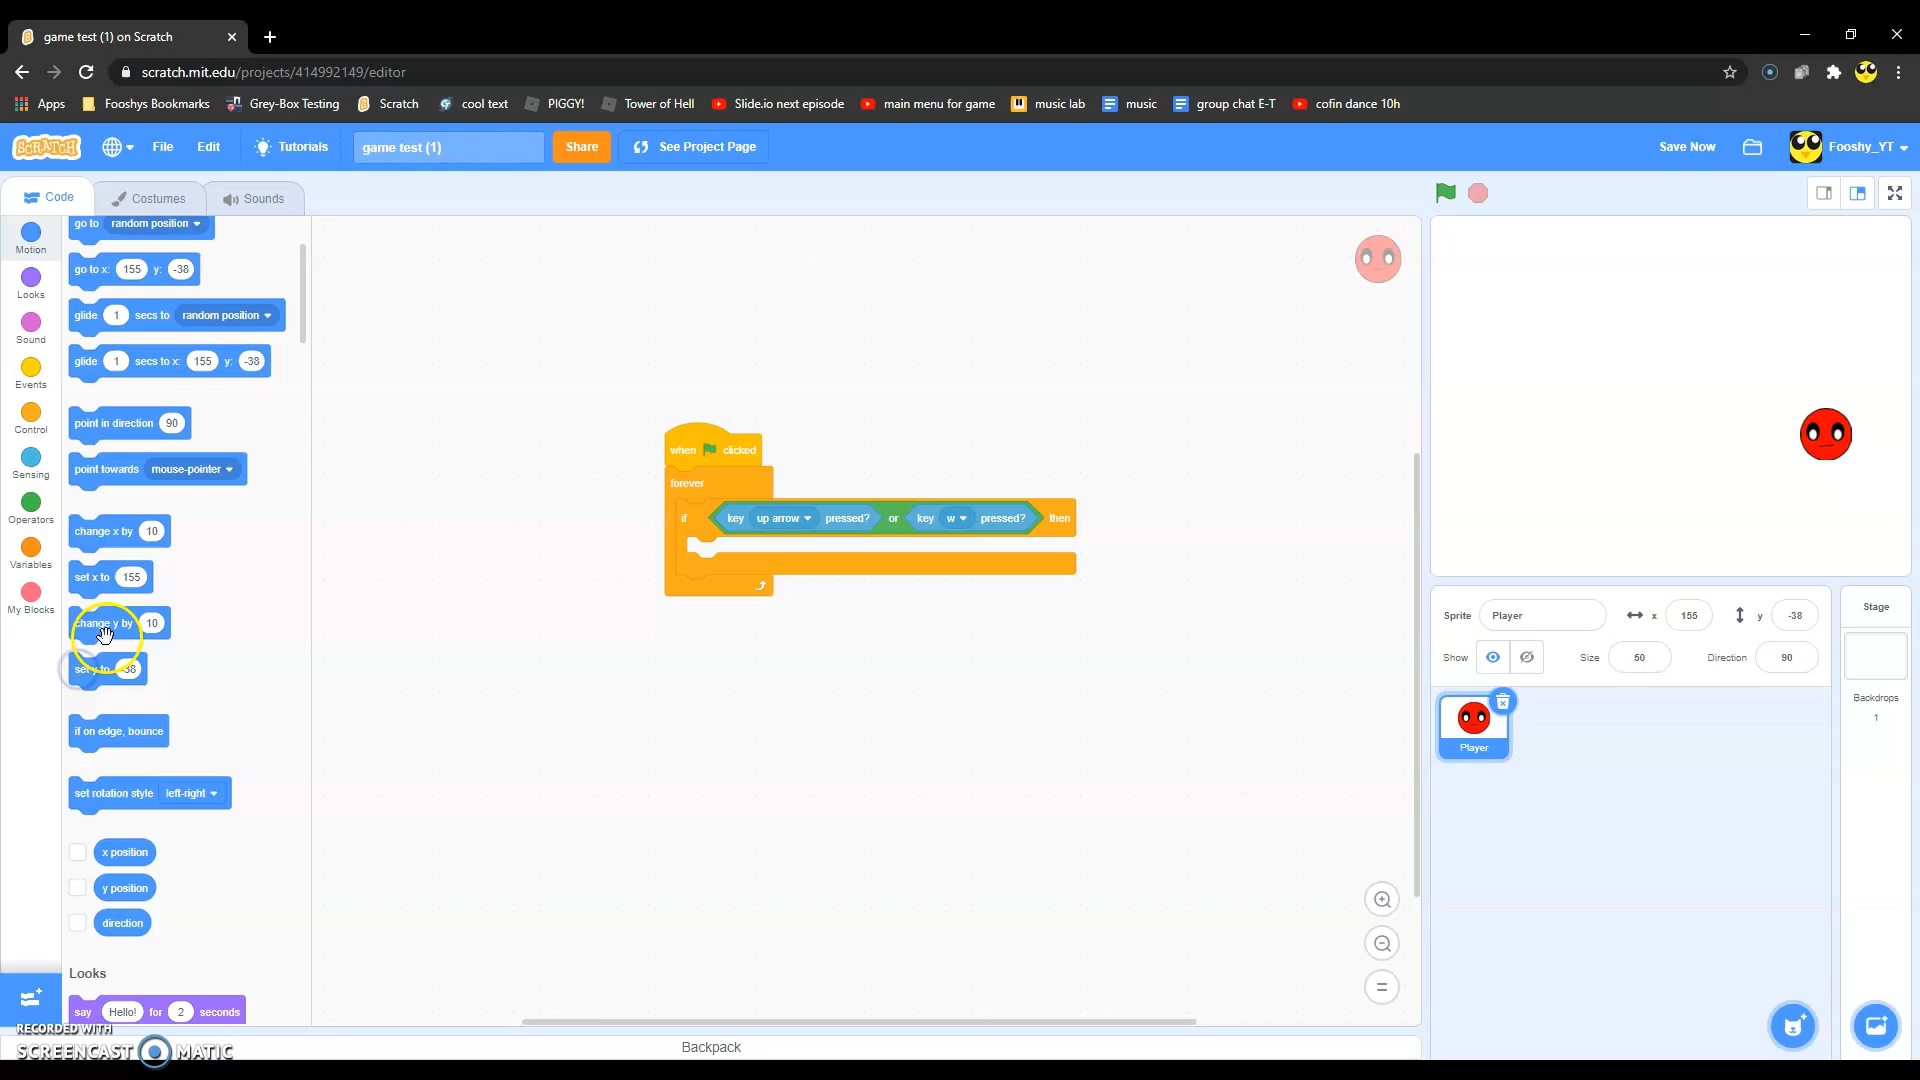 game test (1) on Scratch
scratch.mit.edu/projects/414992149/editor
Apps Fooshys Bookmarks Grey-Box Testing Scratch cool text PIGGY! Tower of Hell Slide.io next episode main menu for game music lab music group chat E-T cofin dance 10h
SCRATCH File Edit Tutorials game test (1) Share See Project Page Save Now Fooshy_YT
Code Costumes Sounds
Motion
Looks
Sound
Events
Control
Sensing
Operators
Variables
My Blocks
go to random position
go to x: 155 y: -38
glide 1 secs to random position
glide 1 secs to x: 155 y: -38
point in direction 90
point towards mouse-pointer
change x by 10
set x to 155
change y by 10
set y to -38
if on edge, bounce
set rotation style left-right
x position
y position
direction
Looks
say Hello! for 2 seconds
when clicked
forever
if key up arrow pressed? or key w pressed? then
Sprite Player x 155 y -38
Show Size 50 Direction 90
Player
Stage
Backdrops
1
Backpack
RECORDED WITH
SCREENCAST MATIC